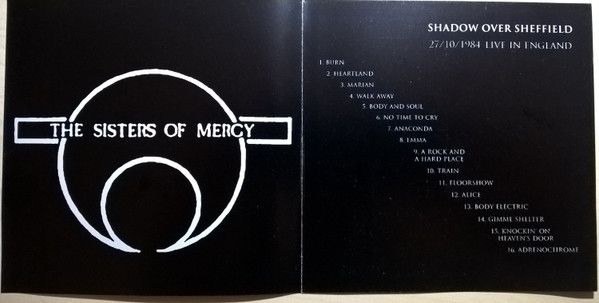 THE SISTERS OF MERCY
SHADOW OVER SHEFFIELD
27/10/1984 LIVE IN ENGLAND
1. BURN
2. HEARTLAND
3. MARIAN
4. WALK AWAY
5. BODY AND SOUL
6. NO TIME TO CRY
7. ANACONDA
8. EMMA
9. A ROCK AND
A HARD PLACE
10. TRAIN
11. FLOORSHOW
12. ALICE
13. BODY ELECTRIC
14. GIMME SHELTER
15. KNOCKIN' ON
HEAVEN'S DOOR
16. ADRENOCHROME